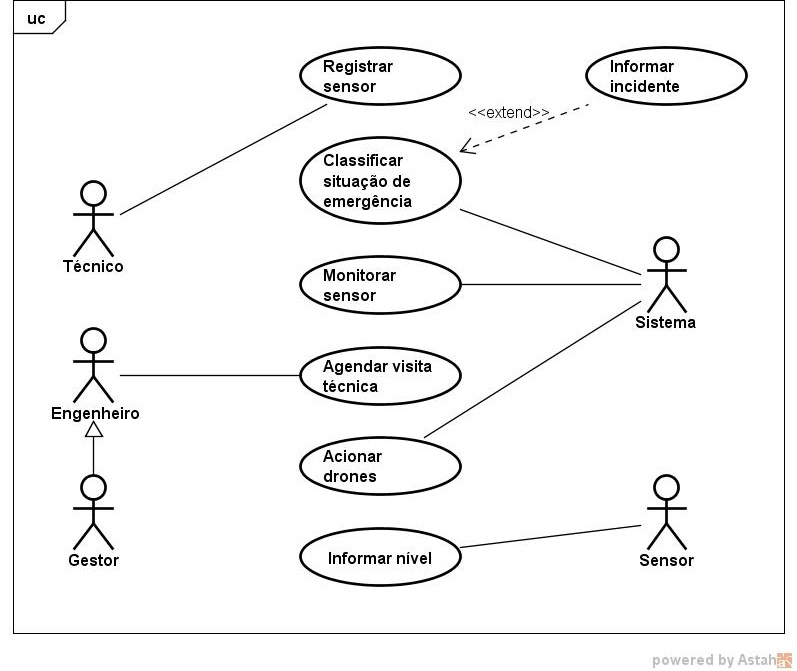 uc
Registrar
sensor
Informar
incidente
<<extend>>
Classificar
situação de
emergência
Técnico
Monitorar
sensor
Sistema
Agendar visita
técnica
Engenheiro
Acionar
drones
Gestor
Informar nível
Sensor
powered by Astah